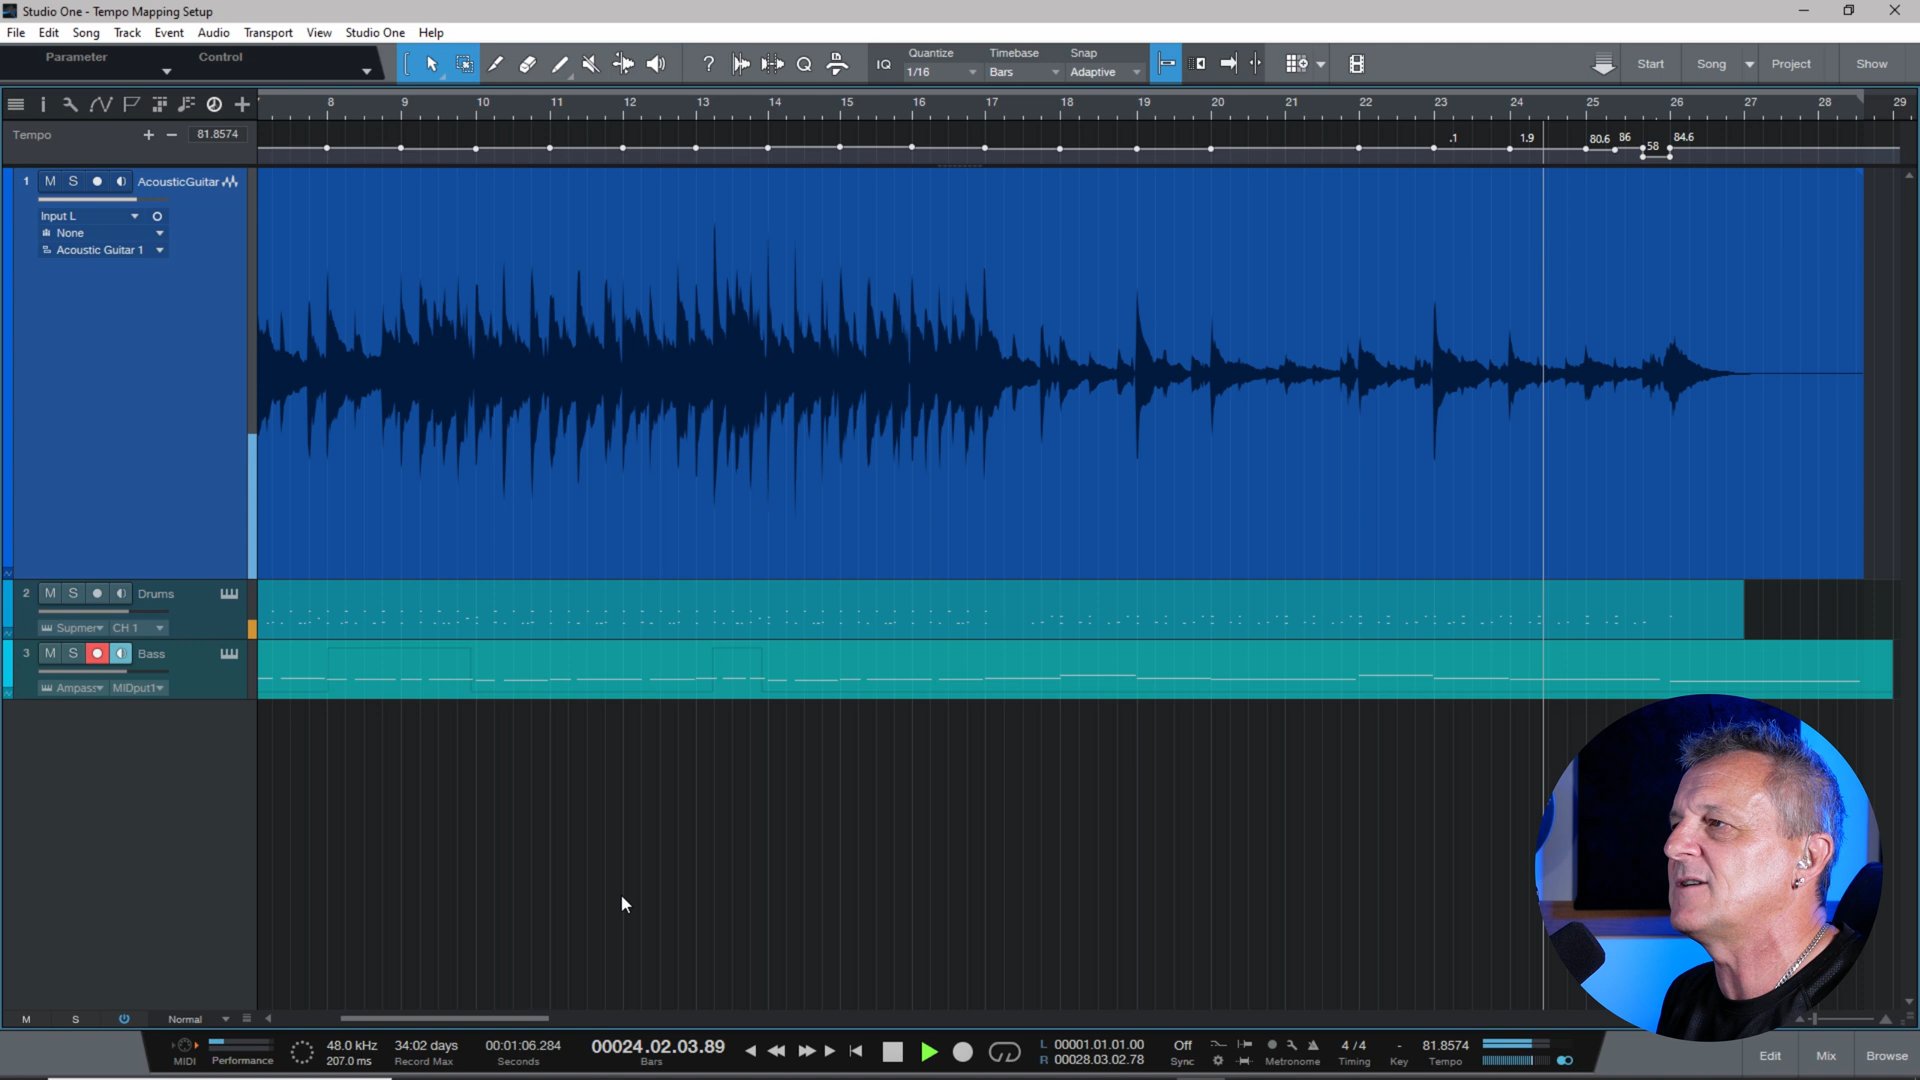 Studio One - Tempo Mapping Setup
File Edit Song Track Event Audio Transport View Studio One Help
Parameter Control
IQ Quantize 1/16 Timebase Bars Snap Adaptive
Start Song Project Show
8 9 10 11 12 13 14 15 16 17 18 19 20 21 22 23 24 25 26 27 28 29
Tempo + − 81.8574
.1 1.9 80.6 86 58 84.6
1 M S AcousticGuitar
Input L
None
Acoustic Guitar 1
2 M S Drums
Supmer CH 1
3 M S Bass
Ampass MIDput1
M S Normal
MIDI Performance
48.0 kHz
207.0 ms
34:02 days
Record Max
00:01:06.284
Seconds
00024.02.03.89
Bars
L 00001.01.01.00
R 00028.03.02.78
Off
Sync
Metronome
4 / 4
Timing
-
Key
81.8574
Tempo
Edit Mix Browse